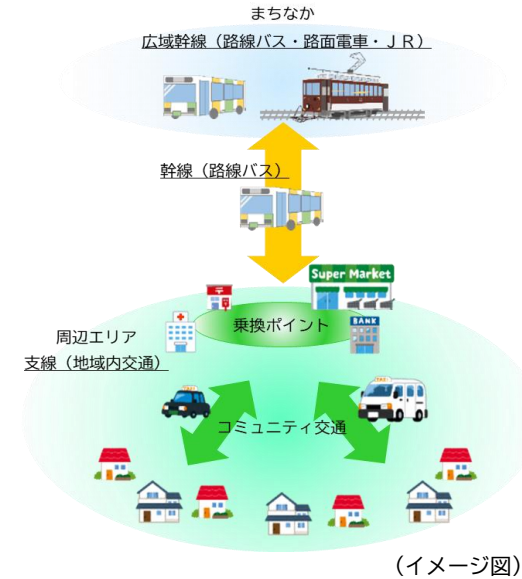 まちなか
広域幹線（路線バス・路面電車・ＪＲ）
幹線（路線バス）
Super Market
〒
乗換ポイント
BANK
周辺エリア
支線（地域内交通）
コミュニティ交通
（イメージ図）